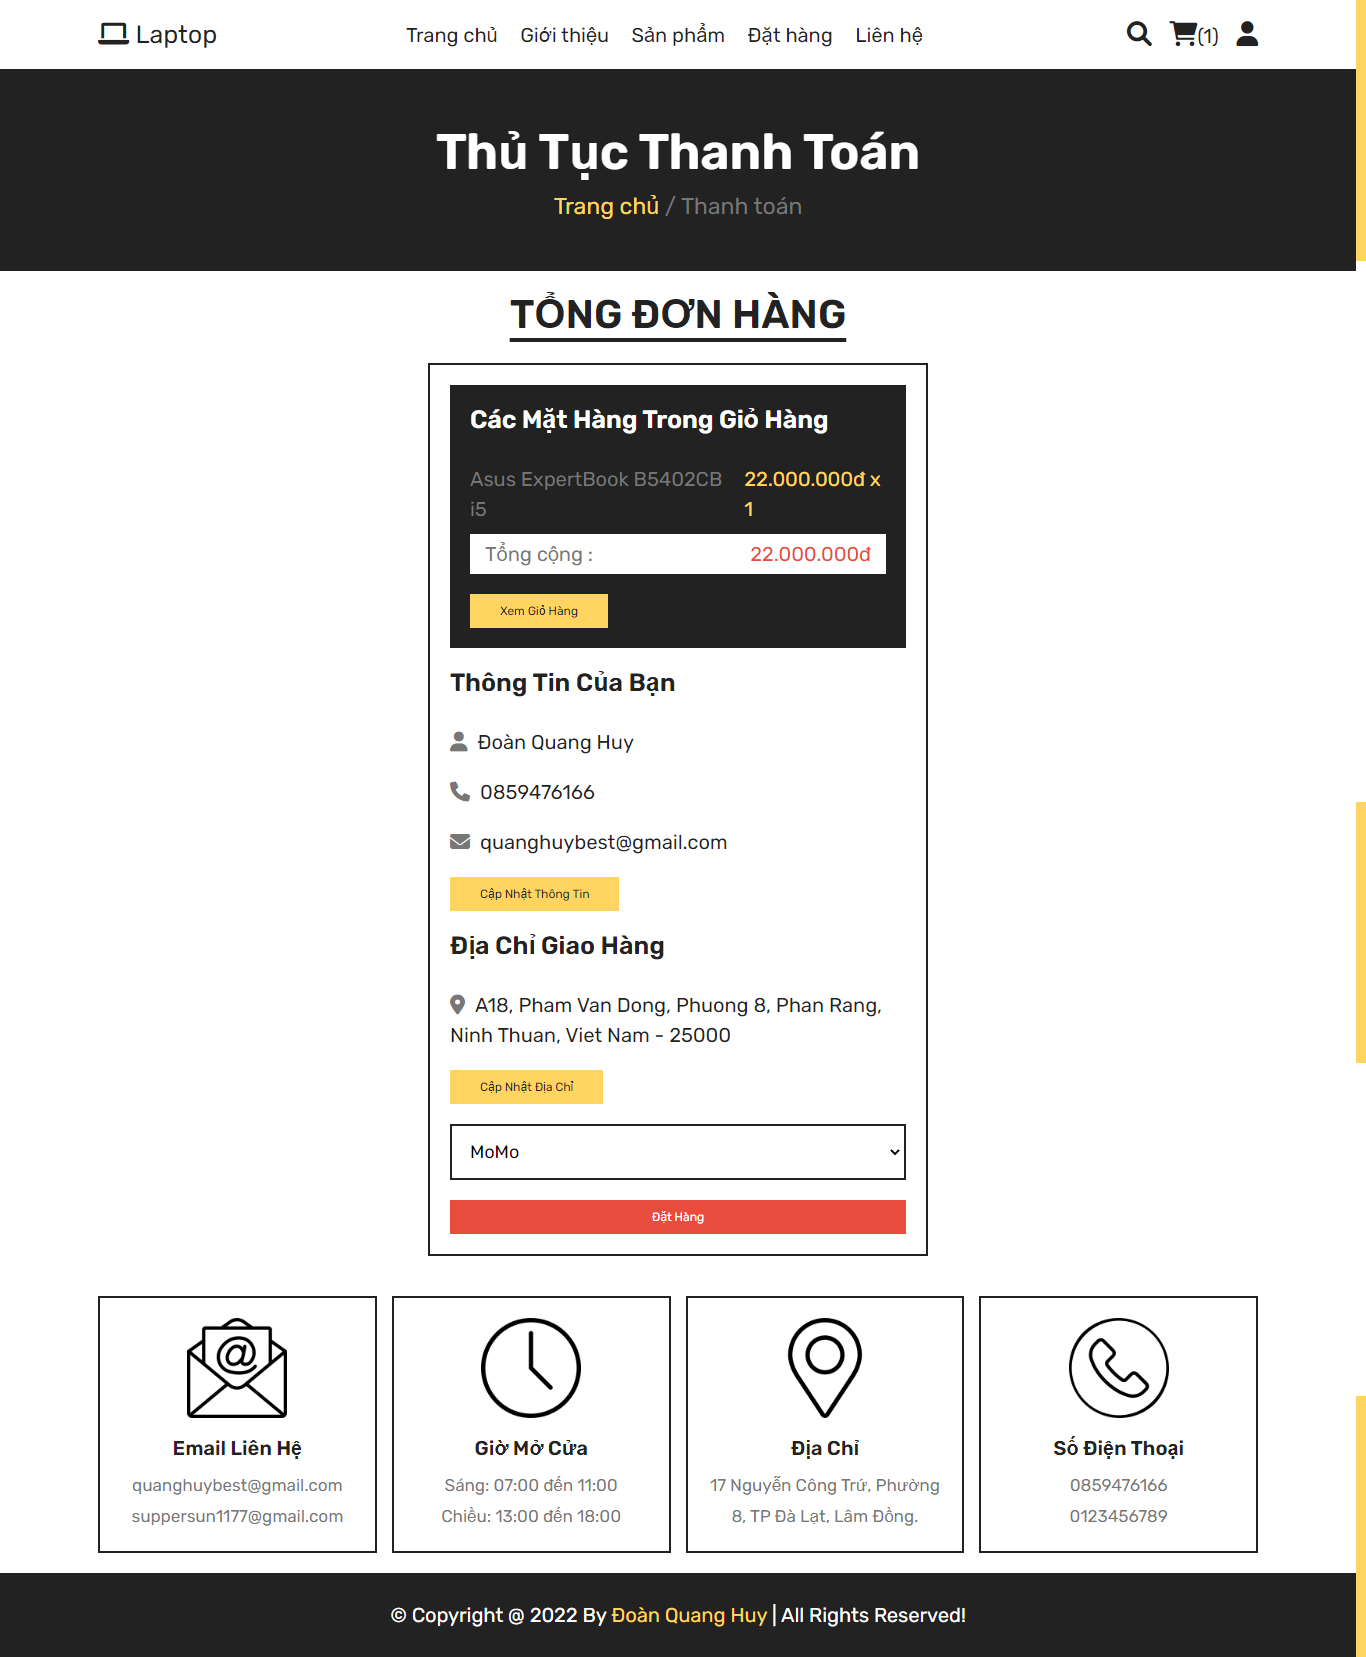 Laptop
Trang chủ Giới thiệu Sản phẩm Đặt hàng Liên hệ
(1)
Thủ Tục Thanh Toán
Trang chủ / Thanh toán
TỔNG ĐƠN HÀNG
Các Mặt Hàng Trong Giỏ Hàng
Asus ExpertBook B5402CB 22.000.000đ x
i5 1
Tổng cộng : 22.000.000đ
Xem Giỏ Hàng
Thông Tin Của Bạn
Đoàn Quang Huy
0859476166
quanghuybest@gmail.com
Cập Nhật Thông Tin
Địa Chỉ Giao Hàng
A18, Pham Van Dong, Phuong 8, Phan Rang,
Ninh Thuan, Viet Nam - 25000
Cập Nhật Địa Chỉ
MoMo
Đặt Hàng
@
Email Liên Hệ
quanghuybest@gmail.com
suppersun1177@gmail.com
Giờ Mở Cửa
Sáng: 07:00 đến 11:00
Chiều: 13:00 đến 18:00
Địa Chỉ
17 Nguyễn Công Trứ, Phường
8, TP Đà Lạt, Lâm Đồng.
Số Điện Thoại
0859476166
0123456789
© Copyright @ 2022 By Đoàn Quang Huy | All Rights Reserved!